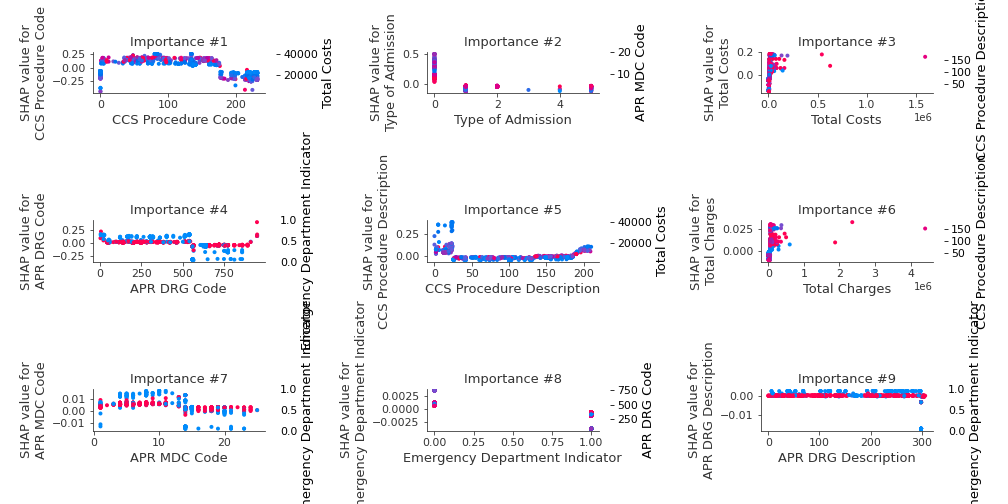 Importance #1
SHAP value for
CCS Procedure Code
0.25
0.00
−0.25
0
100
200
CCS Procedure Code
40000
20000
Total Costs
Importance #2
SHAP value for
Type of Admission
0.5
0.0
0
2
4
Type of Admission
20
10
APR MDC Code
Importance #3
SHAP value for
Total Costs
0.2
0.0
0.0
0.5
1.0
1.5
1e6
Total Costs
150
100
50
CCS Procedure Description
Importance #4
SHAP value for
APR DRG Code
0.25
0.00
−0.25
0
250
500
750
APR DRG Code
1.0
0.5
0.0
Emergency Department Indicator
Importance #5
SHAP value for
CCS Procedure Description
0.25
0.00
0
50
100
150
200
CCS Procedure Description
40000
20000
Total Costs
Importance #6
SHAP value for
Total Charges
0.025
0.000
0
1
2
3
4
1e6
Total Charges
150
100
50
CCS Procedure Description
Importance #7
SHAP value for
APR MDC Code
0.01
0.00
−0.01
0
10
20
APR MDC Code
1.0
0.5
0.0
Emergency Department Indicator
Importance #8
SHAP value for
mergency Department Indicator
0.0025
0.0000
−0.0025
0.00
0.25
0.50
0.75
1.00
Emergency Department Indicator
750
500
250
APR DRG Code
Importance #9
SHAP value for
APR DRG Description
0.00
−0.01
0
100
200
300
APR DRG Description
1.0
0.5
0.0
mergency Department Indicator